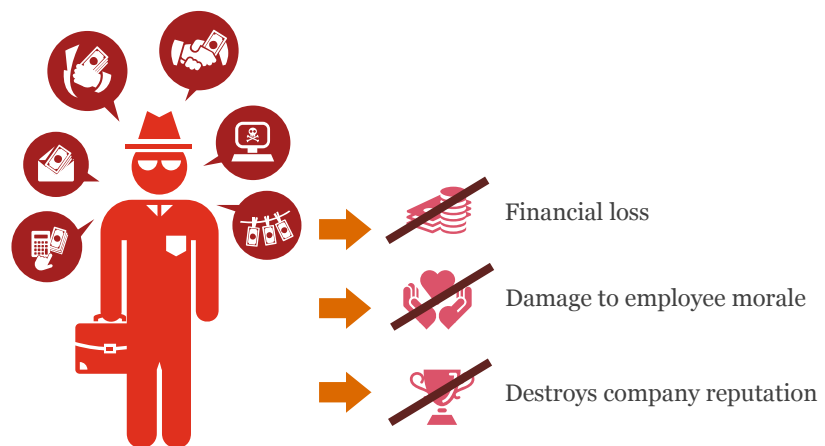 Financial loss
Damage to employee morale
Destroys company reputation